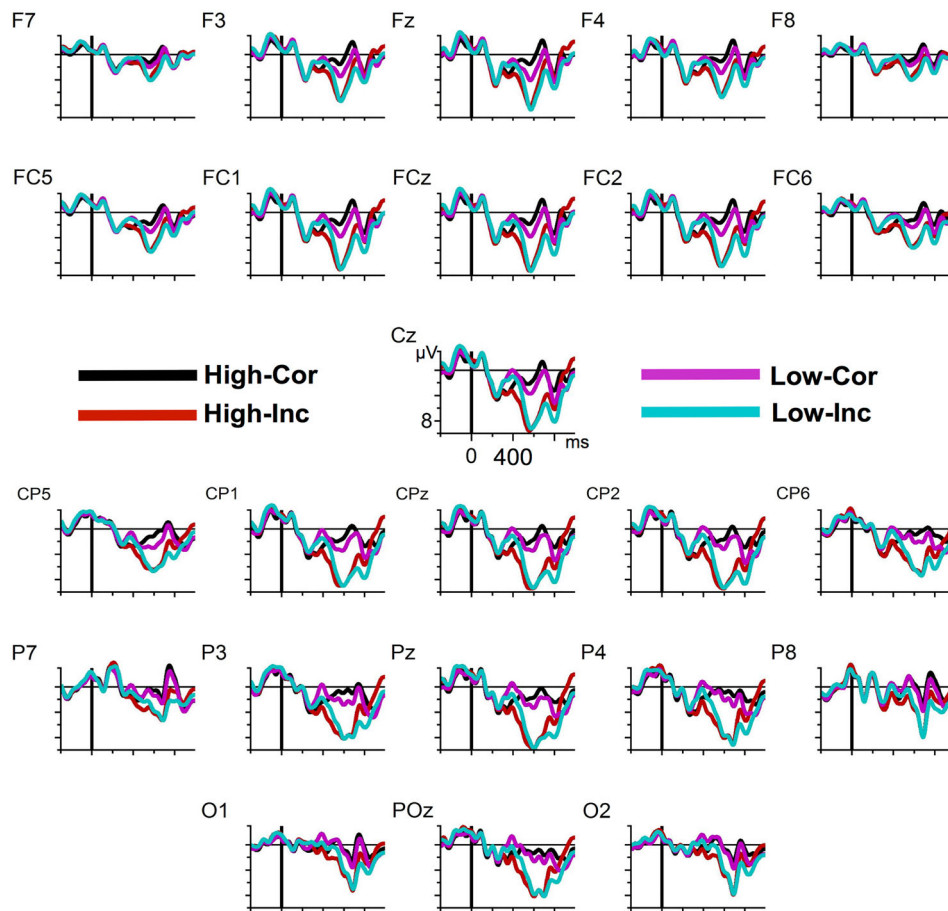 F7 F3 Fz F4 F8
FC5 FC1 FCz FC2 FC6
Cz
µV
High-Cor Low-Cor
High-Inc Low-Inc
8
ms
0 400
CP5 CP1 CPz CP2 CP6
P7 P3 Pz P4 P8
O1 POz O2